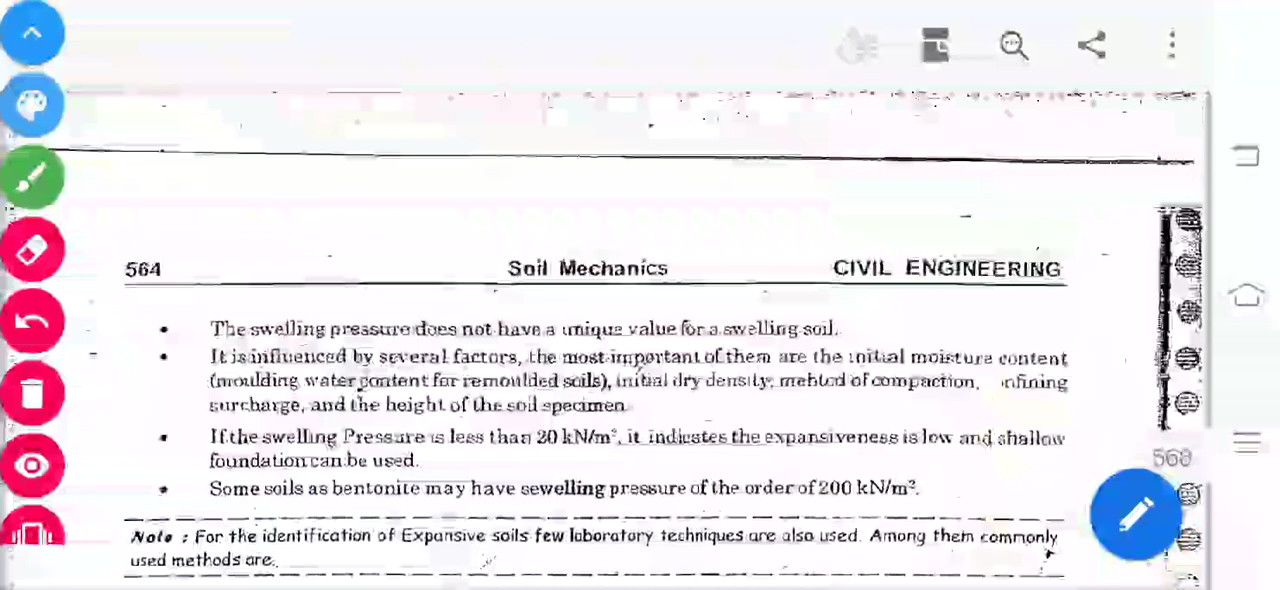 564 Soil Mechanics CIVIL ENGINEERING
• The swelling pressure does not have a unique value for a swelling soil.
• It is influenced by several factors, the most important of them are the initial moisture content
(moulding water content for remoulded soils), initial dry density, mehtod of compaction, nfining
surcharge, and the height of the soil specimen
• If the swelling Pressure is less than 20 kN/m², it indicates the expansiveness is low and shallow
foundation can be used.
• Some soils as bentonite may have sewelling pressure of the order of 200 kN/m².
568
Note : For the identification of Expansive soils few laboratory techniques are also used. Among them commonly
used methods are.